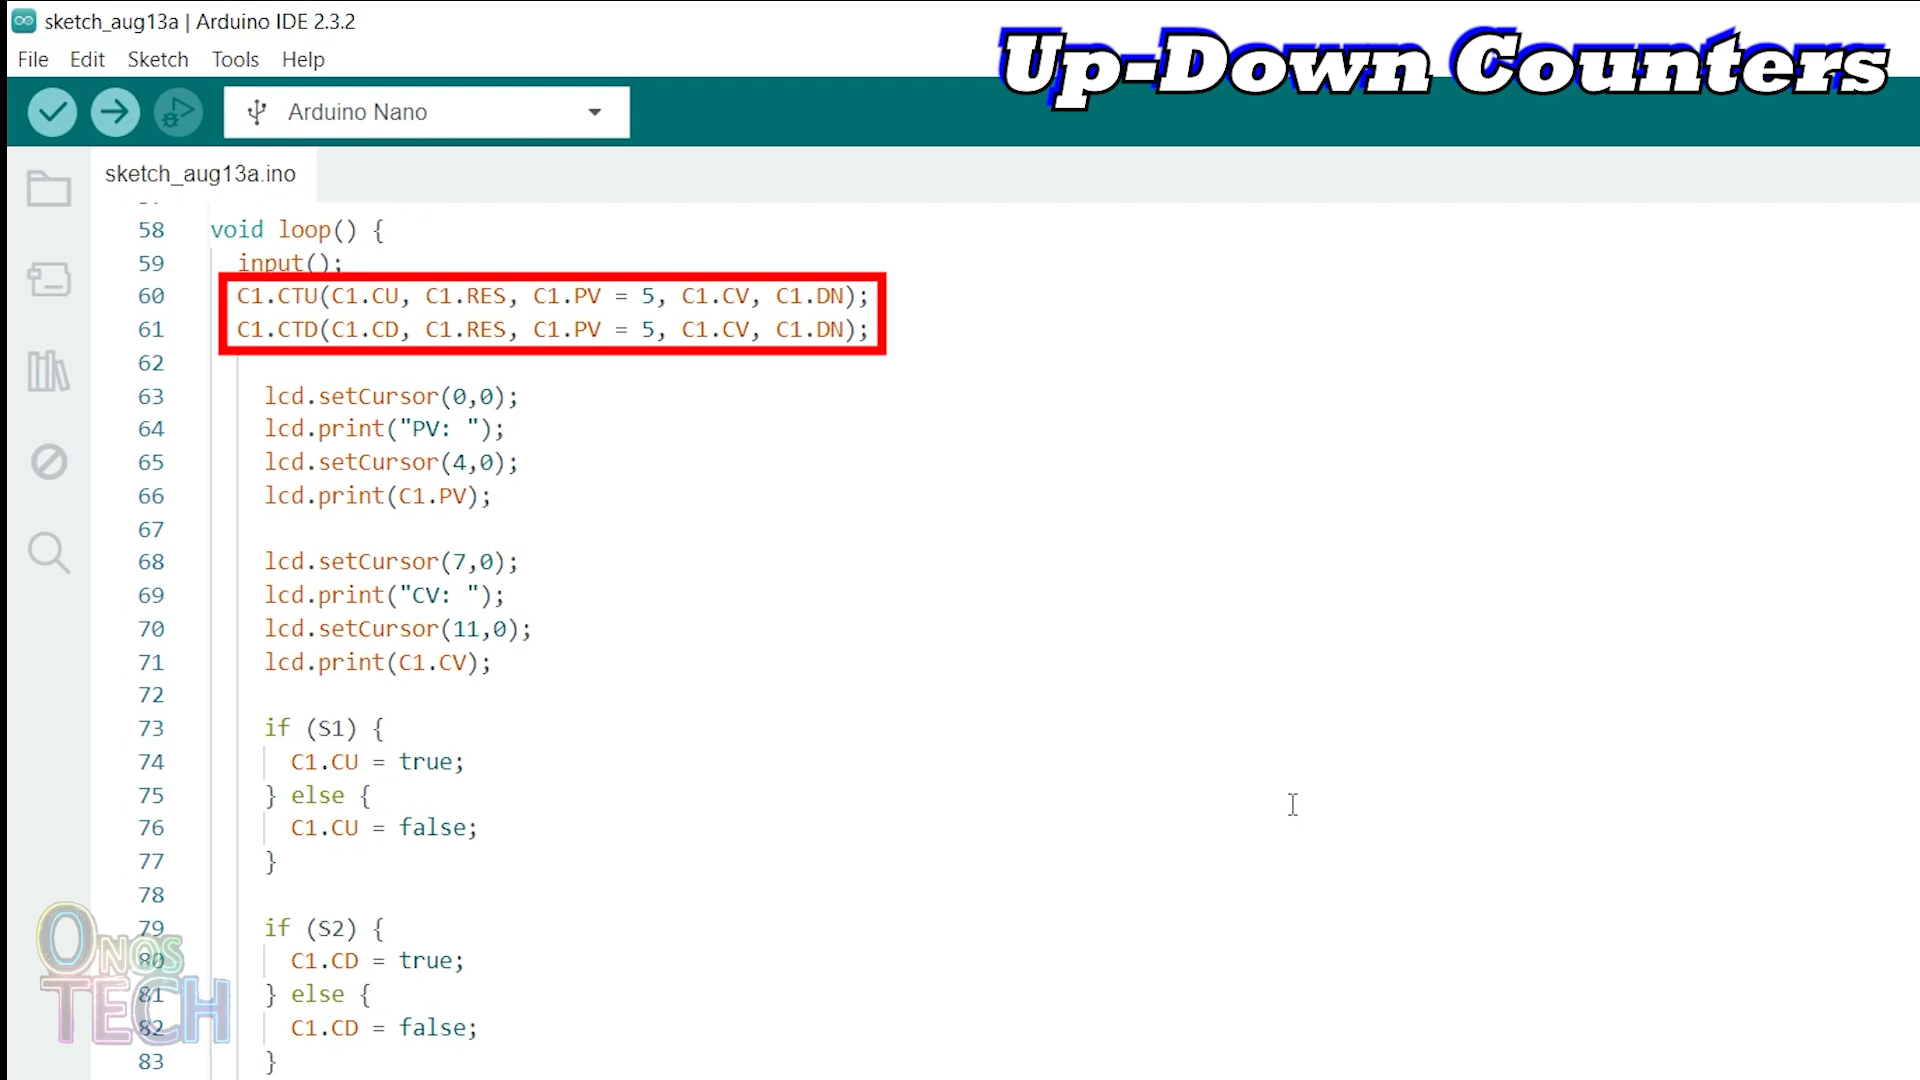 sketch_aug13a | Arduino IDE 2.3.2
File Edit Sketch Tools Help
Up-Down Counters
Arduino Nano
sketch_aug13a.ino
58 void loop() {
59 input();
60 C1.CTU(C1.CU, C1.RES, C1.PV = 5, C1.CV, C1.DN);
61 C1.CTD(C1.CD, C1.RES, C1.PV = 5, C1.CV, C1.DN);
62
63 lcd.setCursor(0,0);
64 lcd.print("PV: ");
65 lcd.setCursor(4,0);
66 lcd.print(C1.PV);
67
68 lcd.setCursor(7,0);
69 lcd.print("CV: ");
70 lcd.setCursor(11,0);
71 lcd.print(C1.CV);
72
73 if (S1) {
74 C1.CU = true;
75 } else {
76 C1.CU = false;
77 }
78
79 if (S2) {
80 C1.CD = true;
81 } else {
82 C1.CD = false;
83 }
ONOS
TECH